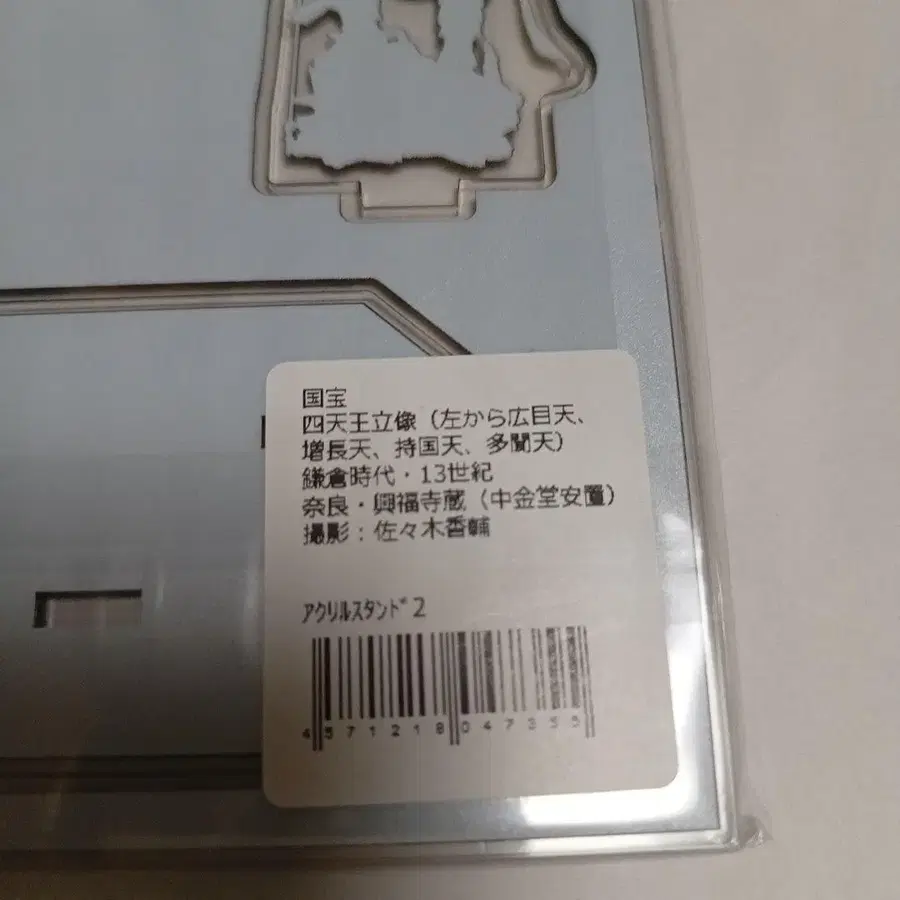 国宝
四天王立像（左から広目天、
増長天、持国天、多聞天）
鎌倉時代・13世紀
奈良・興福寺蔵（中金堂安置）
撮影：佐々木香輔
ｱｸﾘﾙｽﾀﾝﾄﾞ2
4571218047355